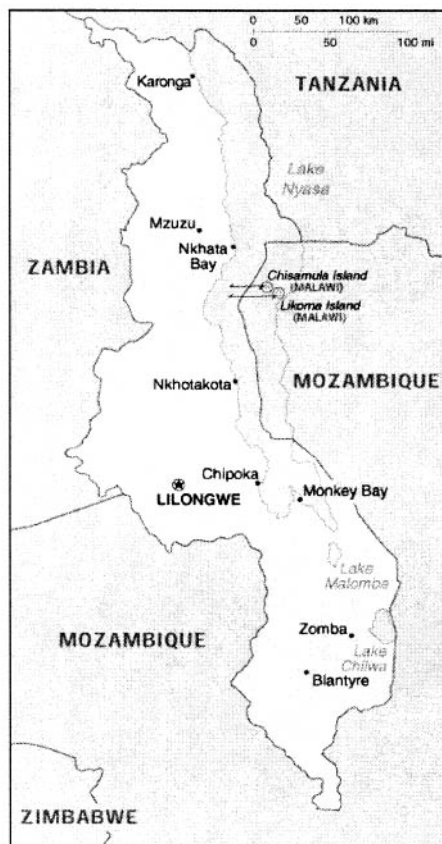 0 50 100 km
0 50 100 mi
Karonga
TANZANIA
Lake
Nyasa
Mzuzu
Nkhata
Bay
ZAMBIA
Chisamula Island
(MALAWI)
Likoma Island
(MALAWI)
Nkhotakota
MOZAMBIQUE
Chipoka
LILONGWE
Monkey Bay
Lake
Malombe
MOZAMBIQUE
Zomba
Lake
Chilwa
Blantyre
ZIMBABWE